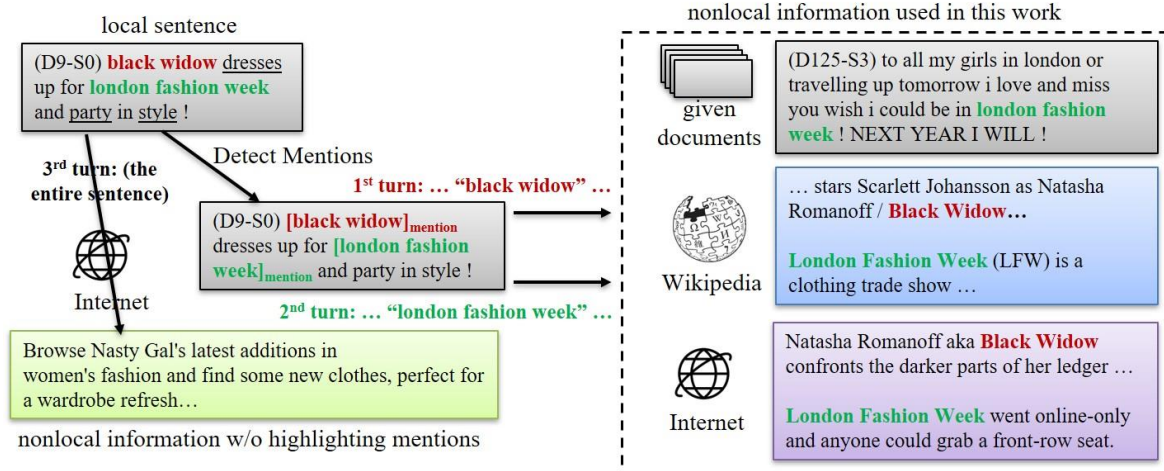 local sentence
(D9-S0) black widow dresses
up for london fashion week
and party in style !
3rd turn: (the
entire sentence)
Detect Mentions
Internet
(D9-S0) [black widow]mention
dresses up for [london fashion
week]mention and party in style !
1st turn: … “black widow” …
2nd turn: … “london fashion week” …
Browse Nasty Gal's latest additions in
women's fashion and find some new clothes, perfect for
a wardrobe refresh…
nonlocal information w/o highlighting mentions
nonlocal information used in this work
given
documents
(D125-S3) to all my girls in london or
travelling up tomorrow i love and miss
you wish i could be in london fashion
week ! NEXT YEAR I WILL !
Wikipedia
… stars Scarlett Johansson as Natasha
Romanoff / Black Widow…
London Fashion Week (LFW) is a
clothing trade show …
Internet
Natasha Romanoff aka Black Widow
confronts the darker parts of her ledger …
London Fashion Week went online-only
and anyone could grab a front-row seat.